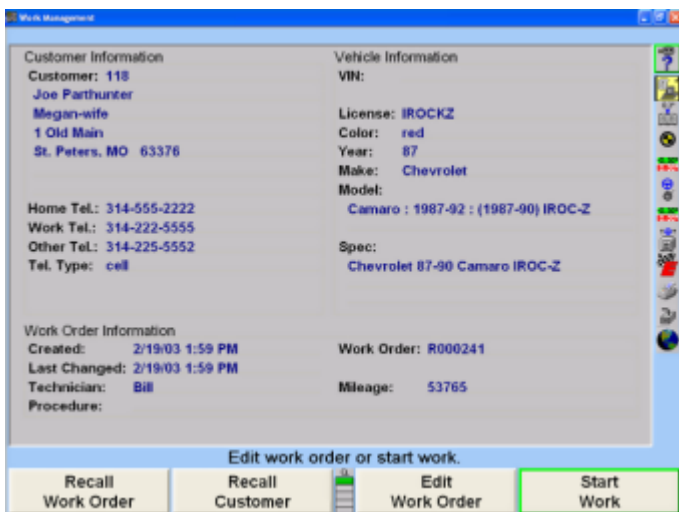 Work Management
Customer Information
Customer: 118
Joe Parthunter
Megan-wife
1 Old Main
St. Peters, MO 63376
Home Tel.: 314-555-2222
Work Tel.: 314-222-5555
Other Tel.: 314-225-5552
Tel. Type: cell
Vehicle Information
VIN:
License: IROCKZ
Color: red
Year: 87
Make: Chevrolet
Model:
Camaro : 1987-92 : (1987-90) IROC-Z
Spec:
Chevrolet 87-90 Camaro IROC-Z
Work Order Information
Created: 2/19/03 1:59 PM
Last Changed: 2/19/03 1:59 PM
Technician: Bill
Procedure:
Work Order: R000241
Mileage: 53765
Edit work order or start work.
Recall
Work Order
Recall
Customer
Edit
Work Order
Start
Work